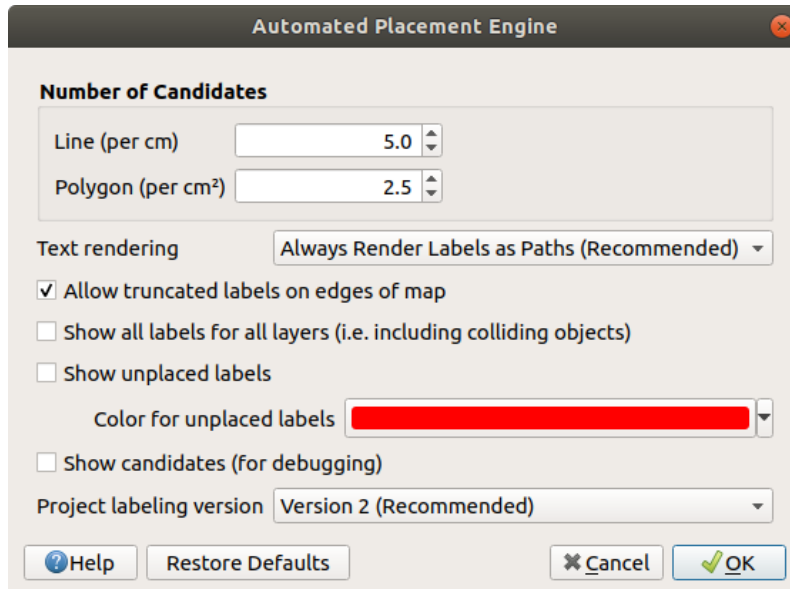 Automated Placement Engine
Number of Candidates
Line (per cm) 5.0
Polygon (per cm²) 2.5
Text rendering Always Render Labels as Paths (Recommended)
Allow truncated labels on edges of map
Show all labels for all layers (i.e. including colliding objects)
Show unplaced labels
Color for unplaced labels
Show candidates (for debugging)
Project labeling version Version 2 (Recommended)
Help Restore Defaults Cancel OK